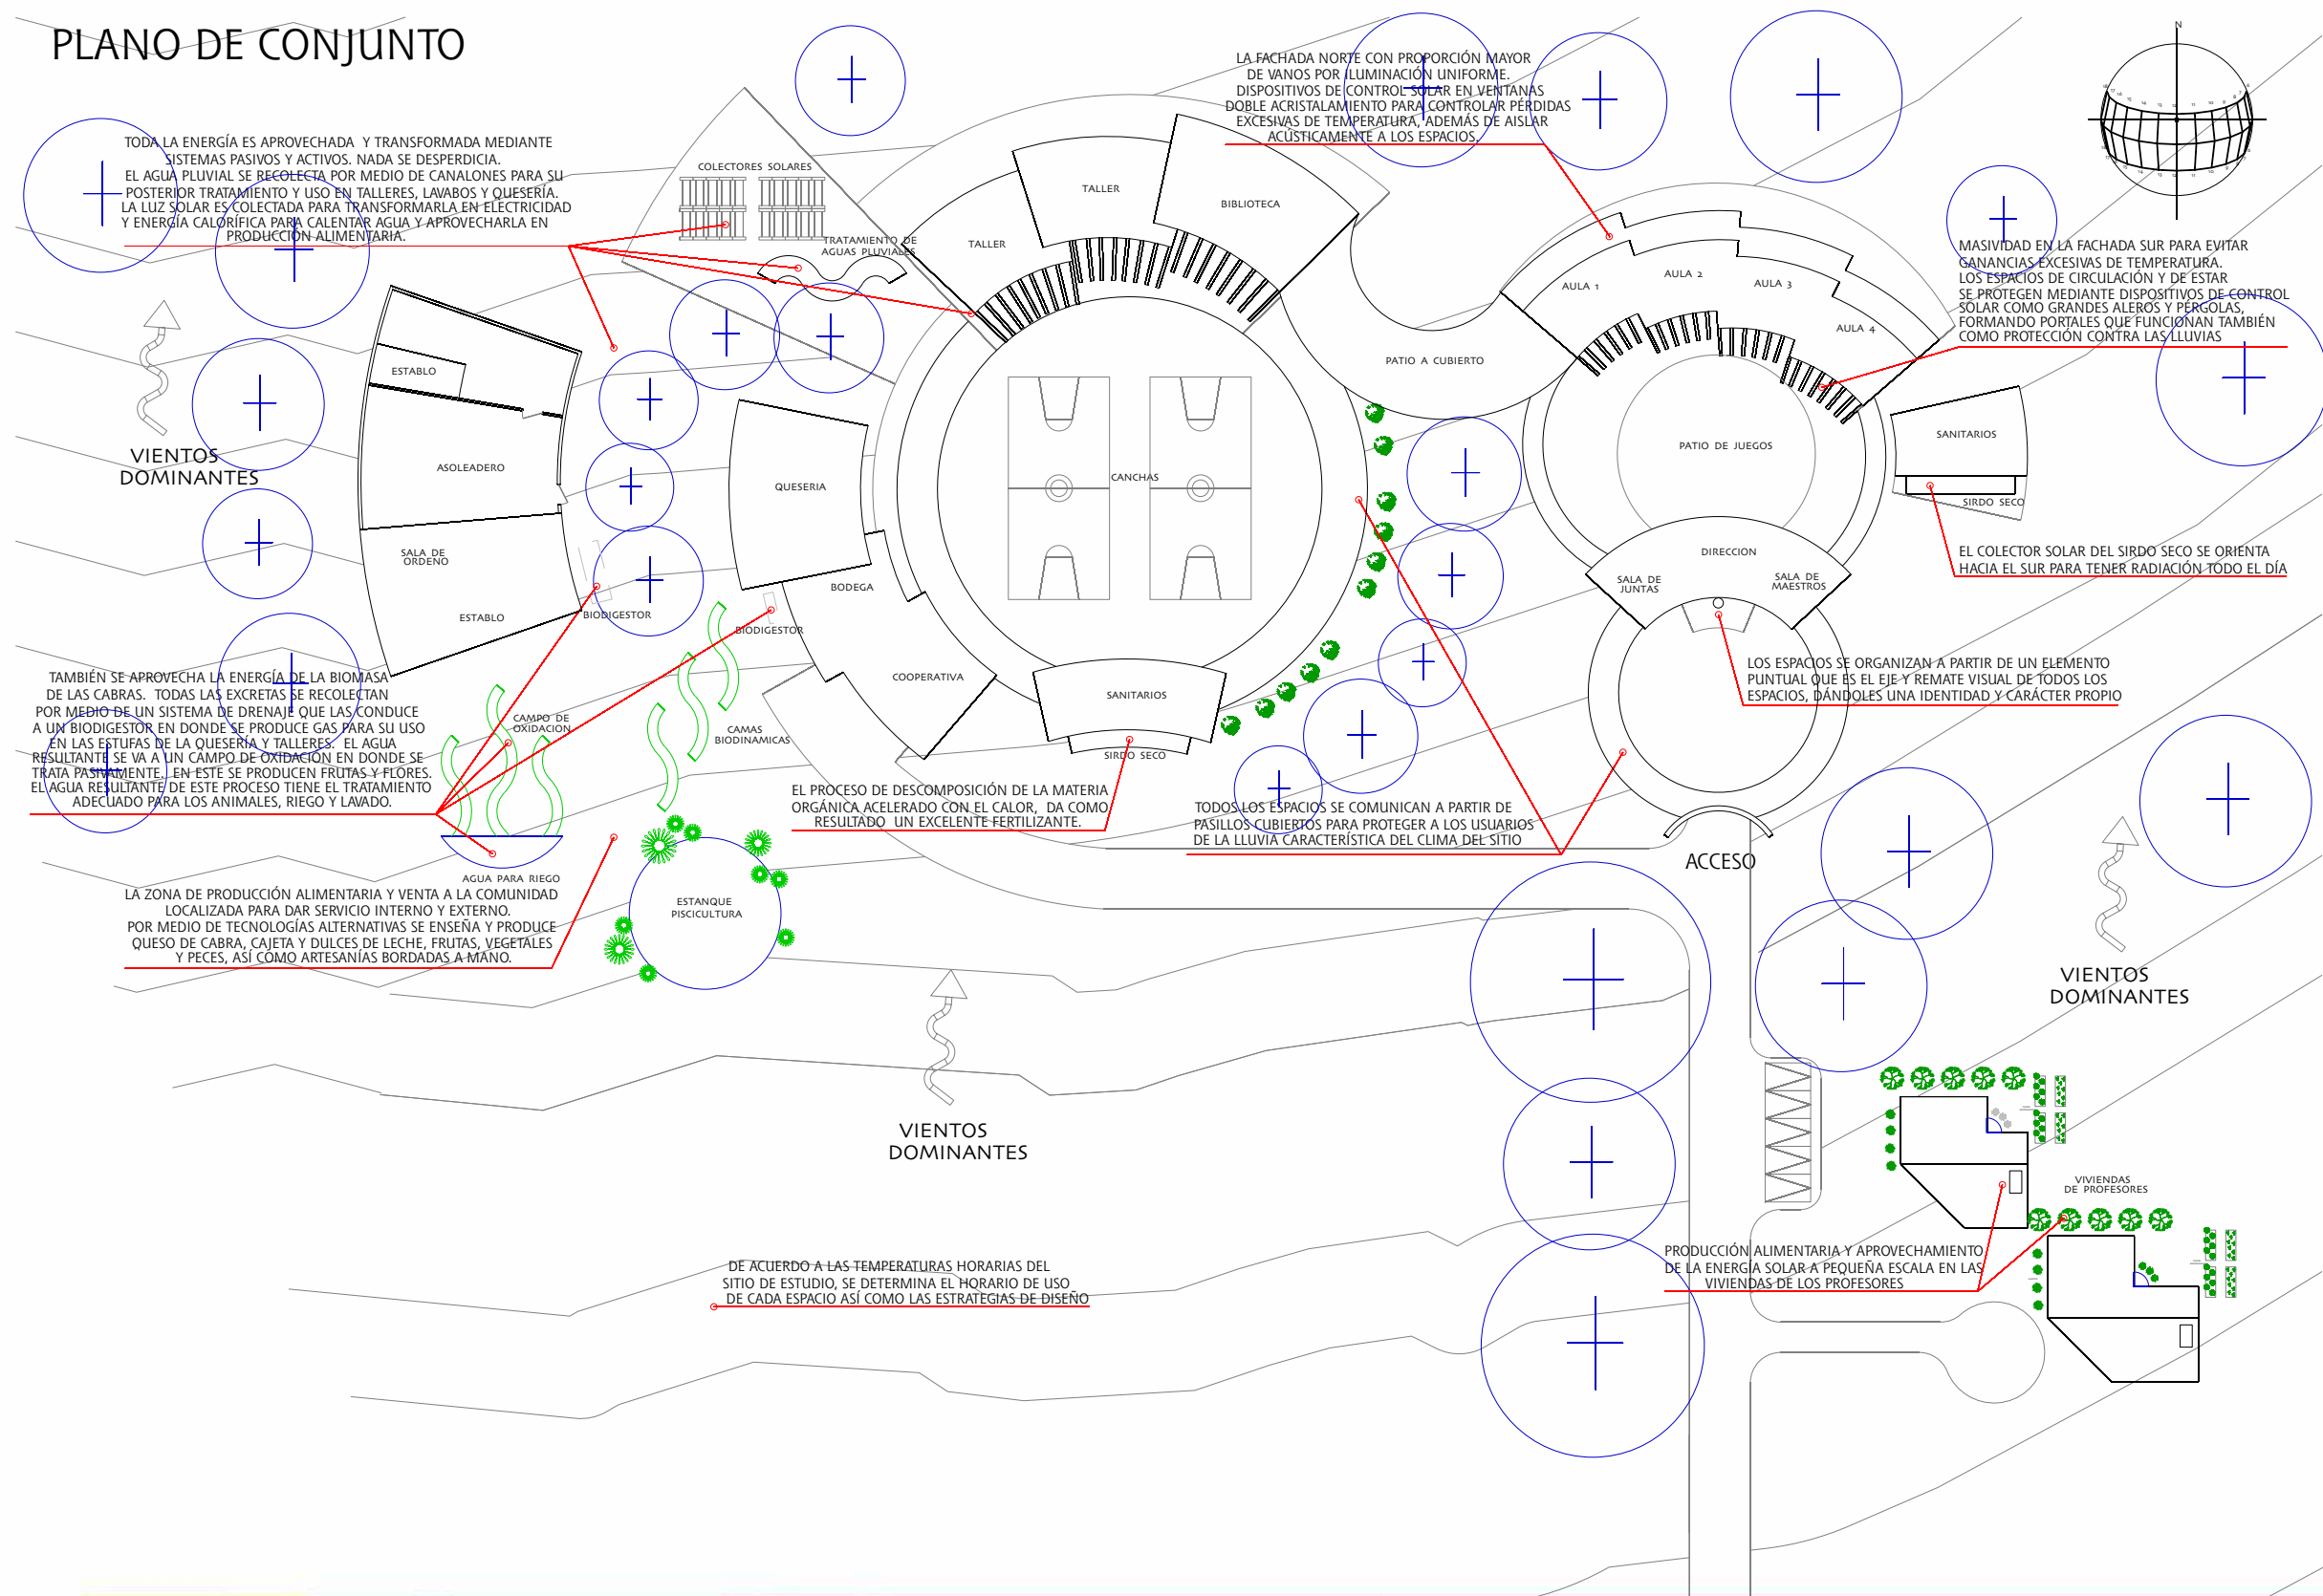 PLANO DE CONJUNTO
TODA LA ENERGÍA ES APROVECHADA Y TRANSFORMADA MEDIANTE
SISTEMAS PASIVOS Y ACTIVOS. NADA SE DESPERDICIA.
EL AGUA PLUVIAL SE RECOLECTA POR MEDIO DE CANALONES PARA SU
POSTERIOR TRATAMIENTO Y USO EN TALLERES, LAVABOS Y QUESERÍA.
LA LUZ SOLAR ES COLECTADA PARA TRANSFORMARLA EN ELECTRICIDAD
Y ENERGÍA CALORÍFICA PARA CALENTAR AGUA Y APROVECHARLA EN
PRODUCCIÓN ALIMENTARIA.
COLECTORES SOLARES
TRATAMIENTO DE
AGUAS PLUVIALES
TALLER
TALLER
BIBLIOTECA
LA FACHADA NORTE CON PROPORCIÓN MAYOR
DE VANOS POR ILUMINACIÓN UNIFORME.
DISPOSITIVOS DE CONTROL SOLAR EN VENTANAS
DOBLE ACRISTALAMIENTO PARA CONTROLAR PÉRDIDAS
EXCESIVAS DE TEMPERATURA, ADEMÁS DE AISLAR
ACÚSTICAMENTE A LOS ESPACIOS.
N
AULA 1
AULA 2
AULA 3
AULA 4
MASIVIDAD EN LA FACHADA SUR PARA EVITAR
GANANCIAS EXCESIVAS DE TEMPERATURA.
LOS ESPACIOS DE CIRCULACIÓN Y DE ESTAR
SE PROTEGEN MEDIANTE DISPOSITIVOS DE CONTROL
SOLAR COMO GRANDES ALEROS Y PÉRGOLAS,
FORMANDO PORTALES QUE FUNCIONAN TAMBIÉN
COMO PROTECCIÓN CONTRA LAS LLUVIAS
PATIO A CUBIERTO
PATIO DE JUEGOS
SANITARIOS
SIRDO SECO
EL COLECTOR SOLAR DEL SIRDO SECO SE ORIENTA
HACIA EL SUR PARA TENER RADIACIÓN TODO EL DÍA
VIENTOS
DOMINANTES
ESTABLO
ASOLEADERO
SALA DE
ORDENO
ESTABLO
BIODIGESTOR
QUESERIA
BODEGA
BIODIGESTOR
COOPERATIVA
CANCHAS
SANITARIOS
SIRDO SECO
DIRECCION
SALA DE
JUNTAS
SALA DE
MAESTROS
LOS ESPACIOS SE ORGANIZAN A PARTIR DE UN ELEMENTO
PUNTUAL QUE ES EL EJE Y REMATE VISUAL DE TODOS LOS
ESPACIOS, DÁNDOLES UNA IDENTIDAD Y CARÁCTER PROPIO
TAMBIÉN SE APROVECHA LA ENERGÍA DE LA BIOMASA
DE LAS CABRAS. TODAS LAS EXCRETAS SE RECOLECTAN
POR MEDIO DE UN SISTEMA DE DRENAJE QUE LAS CONDUCE
A UN BIODIGESTOR EN DONDE SE PRODUCE GAS PARA SU USO
EN LAS ESTUFAS DE LA QUESERÍA Y TALLERES. EL AGUA
RESULTANTE SE VA A UN CAMPO DE OXIDACIÓN EN DONDE SE
TRATA PASIVAMENTE. EN ESTE SE PRODUCEN FRUTAS Y FLORES.
EL AGUA RESULTANTE DE ESTE PROCESO TIENE EL TRATAMIENTO
ADECUADO PARA LOS ANIMALES, RIEGO Y LAVADO.
CAMPO DE
OXIDACION
CAMAS
BIODINAMICAS
EL PROCESO DE DESCOMPOSICIÓN DE LA MATERIA
ORGÁNICA ACELERADO CON EL CALOR, DA COMO
RESULTADO UN EXCELENTE FERTILIZANTE.
TODOS LOS ESPACIOS SE COMUNICAN A PARTIR DE
PASILLOS CUBIERTOS PARA PROTEGER A LOS USUARIOS
DE LA LLUVIA CARACTERÍSTICA DEL CLIMA DEL SITIO
ACCESO
AGUA PARA RIEGO
LA ZONA DE PRODUCCIÓN ALIMENTARIA Y VENTA A LA COMUNIDAD
LOCALIZADA PARA DAR SERVICIO INTERNO Y EXTERNO.
POR MEDIO DE TECNOLOGÍAS ALTERNATIVAS SE ENSEÑA Y PRODUCE
QUESO DE CABRA, CAJETA Y DULCES DE LECHE, FRUTAS, VEGETALES
Y PECES, ASÍ COMO ARTESANÍAS BORDADAS A MANO.
ESTANQUE
PISCICULTURA
VIENTOS
DOMINANTES
VIENTOS
DOMINANTES
VIVIENDAS
DE PROFESORES
PRODUCCIÓN ALIMENTARIA Y APROVECHAMIENTO
DE LA ENERGÍA SOLAR A PEQUEÑA ESCALA EN LAS
VIVIENDAS DE LOS PROFESORES
DE ACUERDO A LAS TEMPERATURAS HORARIAS DEL
SITIO DE ESTUDIO, SE DETERMINA EL HORARIO DE USO
DE CADA ESPACIO ASÍ COMO LAS ESTRATEGIAS DE DISEÑO